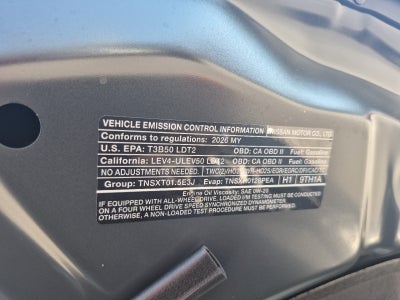 VEHICLE EMISSION CONTROL INFORMATION NISSAN MOTOR CO., LTD.
Conforms to regulations: 2026 MY
U.S. EPA: T3B50 LDT2 OBD: CA OBD II Fuel: Gasoline
California: LEV4-ULEV50 LDT2 OBD: CA OBD II Fuel: Gasoline
NO ADJUSTMENTS NEEDED.
Group: TNSXT01.5E3J Evap: H1 9TH1A
Engine Oil Viscosity: SAE 0W-20
IF EQUIPPED WITH ALL-WHEEL DRIVE, LOADED I/M TESTING MUST BE CONDUCTED
ON A FOUR WHEEL DRIVE SPEED SYNCHRONIZED DYNAMOMETER.
OTHERWISE, A NON-LOADED TEST PROCEDURE MUST BE PERFORMED